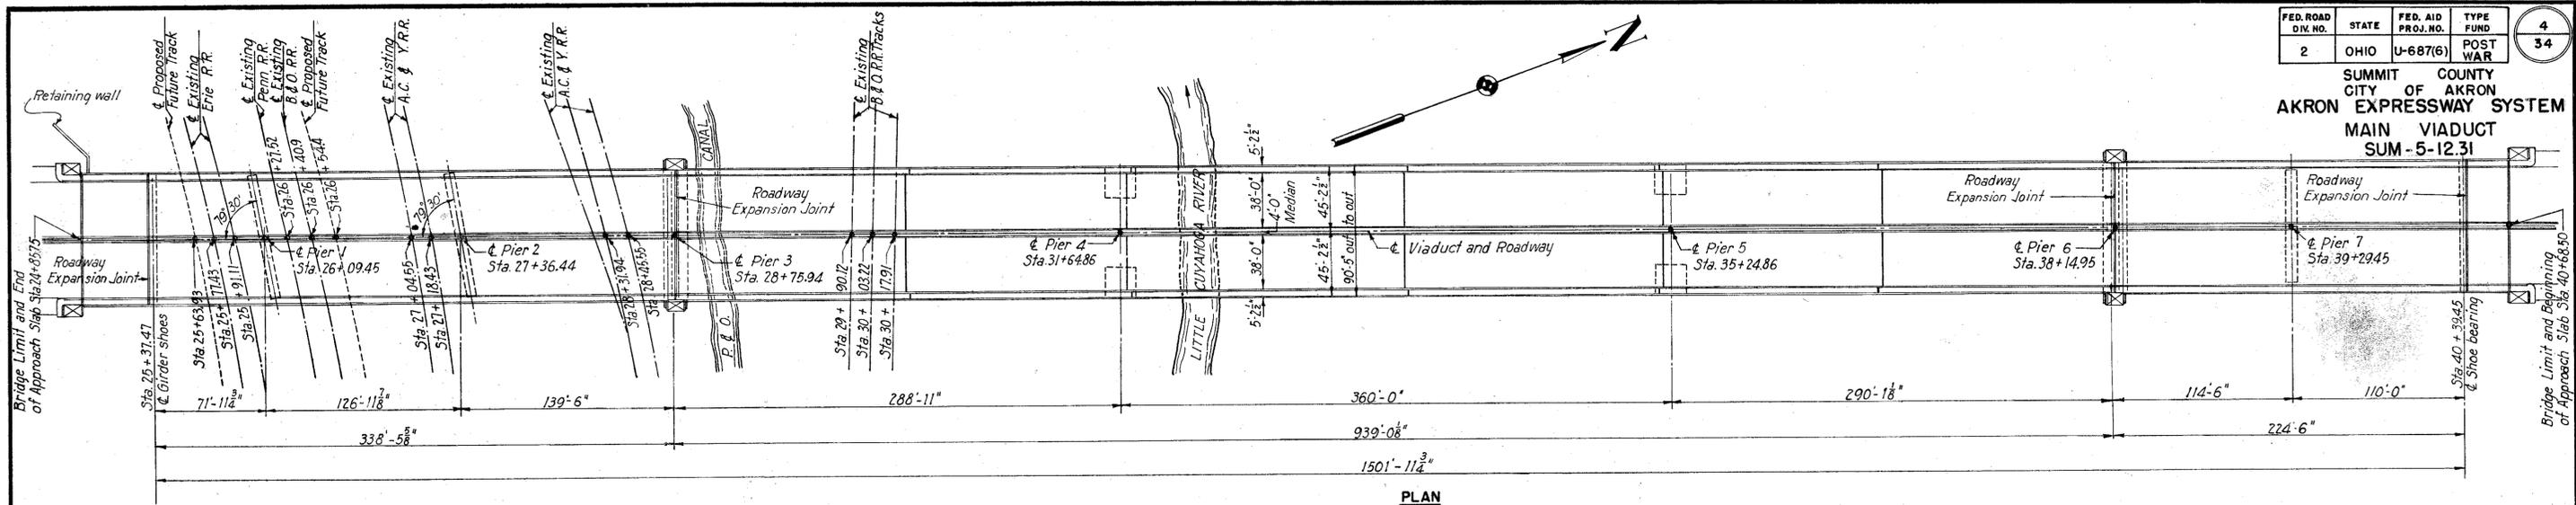 FED. ROAD DIV. NO.
STATE
FED. AID PROJ. NO.
TYPE FUND
2
OHIO
U-687(6)
POST WAR
4
34
SUMMIT COUNTY
CITY OF AKRON
AKRON EXPRESSWAY SYSTEM
MAIN VIADUCT
SUM-5-12.31
N
Retaining wall
℄ Proposed
Future Track
℄ Existing
Erie R.R.
℄ Existing
Penn. R.R.
℄ Existing
B. & O. R.R.
℄ Proposed
Future Track
℄ Existing
A.C. & Y. R.R.
℄ Existing
A.C. & Y. R.R.
℄ Existing
B & O. R.R. Tracks
CANAL
P. & O.
LITTLE CUYAHOGA RIVER
Bridge Limit and End
of Approach Slab Sta. 24+85.75
Roadway
Expansion Joint
Sta. 25+37.47
℄ Girder shoes
Sta. 25+63.93
Sta. 25+77.43
Sta. 25+91.11
79° 30'
Sta. 26+21.52
Sta. 26+40.9
Sta. 26+54.4
℄ Pier 1
Sta. 26+09.45
Sta. 27+04.55
Sta. 27+18.43
79° 30'
℄ Pier 2
Sta. 27+36.44
Sta. 28+31.94
Sta. 28+46.55
Roadway
Expansion Joint
℄ Pier 3
Sta. 28+75.94
Sta. 29+90.12
Sta. 30+03.22
Sta. 30+17.91
℄ Pier 4
Sta. 31+64.86
5'-2½"
38'-0"
4'-0"
Median
38'-0"
5'-2½"
45'-2½"
45'-2½"
90'-5" out to out
℄ Viaduct and Roadway
℄ Pier 5
Sta. 35+24.86
Roadway
Expansion Joint
℄ Pier 6
Sta. 38+14.95
Roadway
Expansion Joint
℄ Pier 7
Sta. 39+29.45
Sta. 40+39.45
℄ Shoe bearing
Bridge Limit and Beginning
of Approach Slab Sta. 40+68.50
71'-11¾"
126'-11⅞"
139'-6"
288'-11"
360'-0"
290'-1⅛"
114'-6"
110'-0"
338'-5⅝"
939'-0⅛"
224'-6"
1501'-11¾"
PLAN